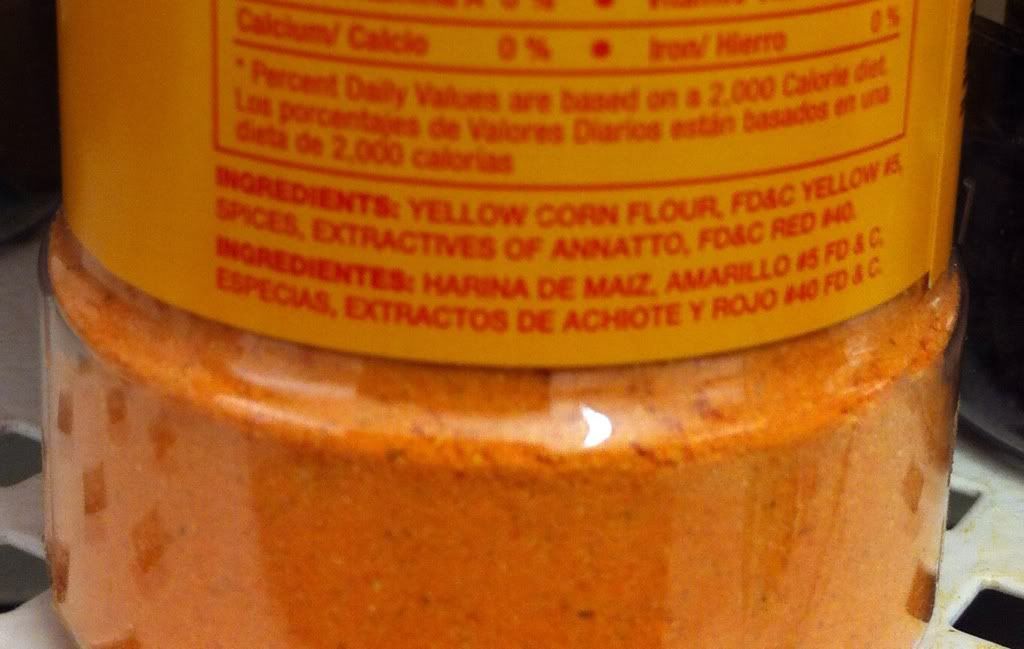 0 % •
Calcium/ Calcio 0 % • Iron/ Hierro 0 %
* Percent Daily Values are based on a 2,000 Calorie diet.
Los porcentajes de Valores Diarios están basados en una
dieta de 2,000 calorías
INGREDIENTS: YELLOW CORN FLOUR, FD&C YELLOW #5,
SPICES, EXTRACTIVES OF ANNATTO, FD&C RED #40.
INGREDIENTES: HARINA DE MAIZ, AMARILLO #5 FD & C,
ESPECIAS, EXTRACTOS DE ACHIOTE Y ROJO #40 FD & C.